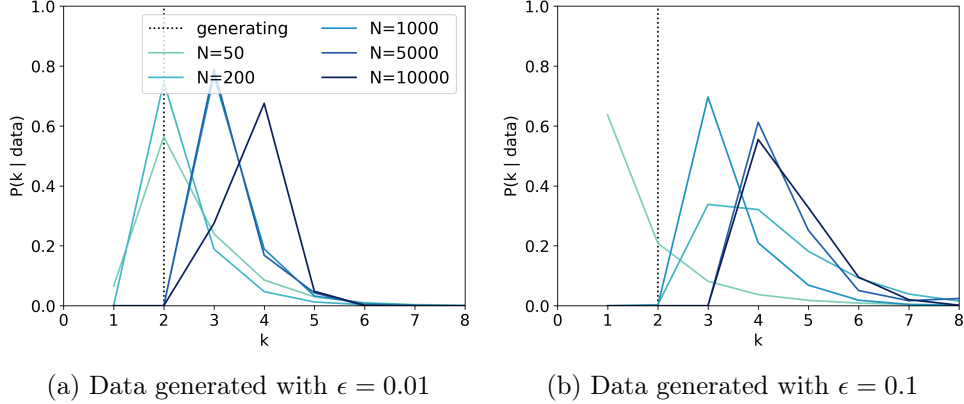 1.0
0.8
0.6
0.4
0.2
0.0
P(k | data)
0 1 2 3 4 5 6 7 8
k
generating
N=50
N=200
N=1000
N=5000
N=10000
(a) Data generated with ϵ = 0.01
1.0
0.8
0.6
0.4
0.2
0.0
P(k | data)
0 1 2 3 4 5 6 7 8
k
(b) Data generated with ϵ = 0.1